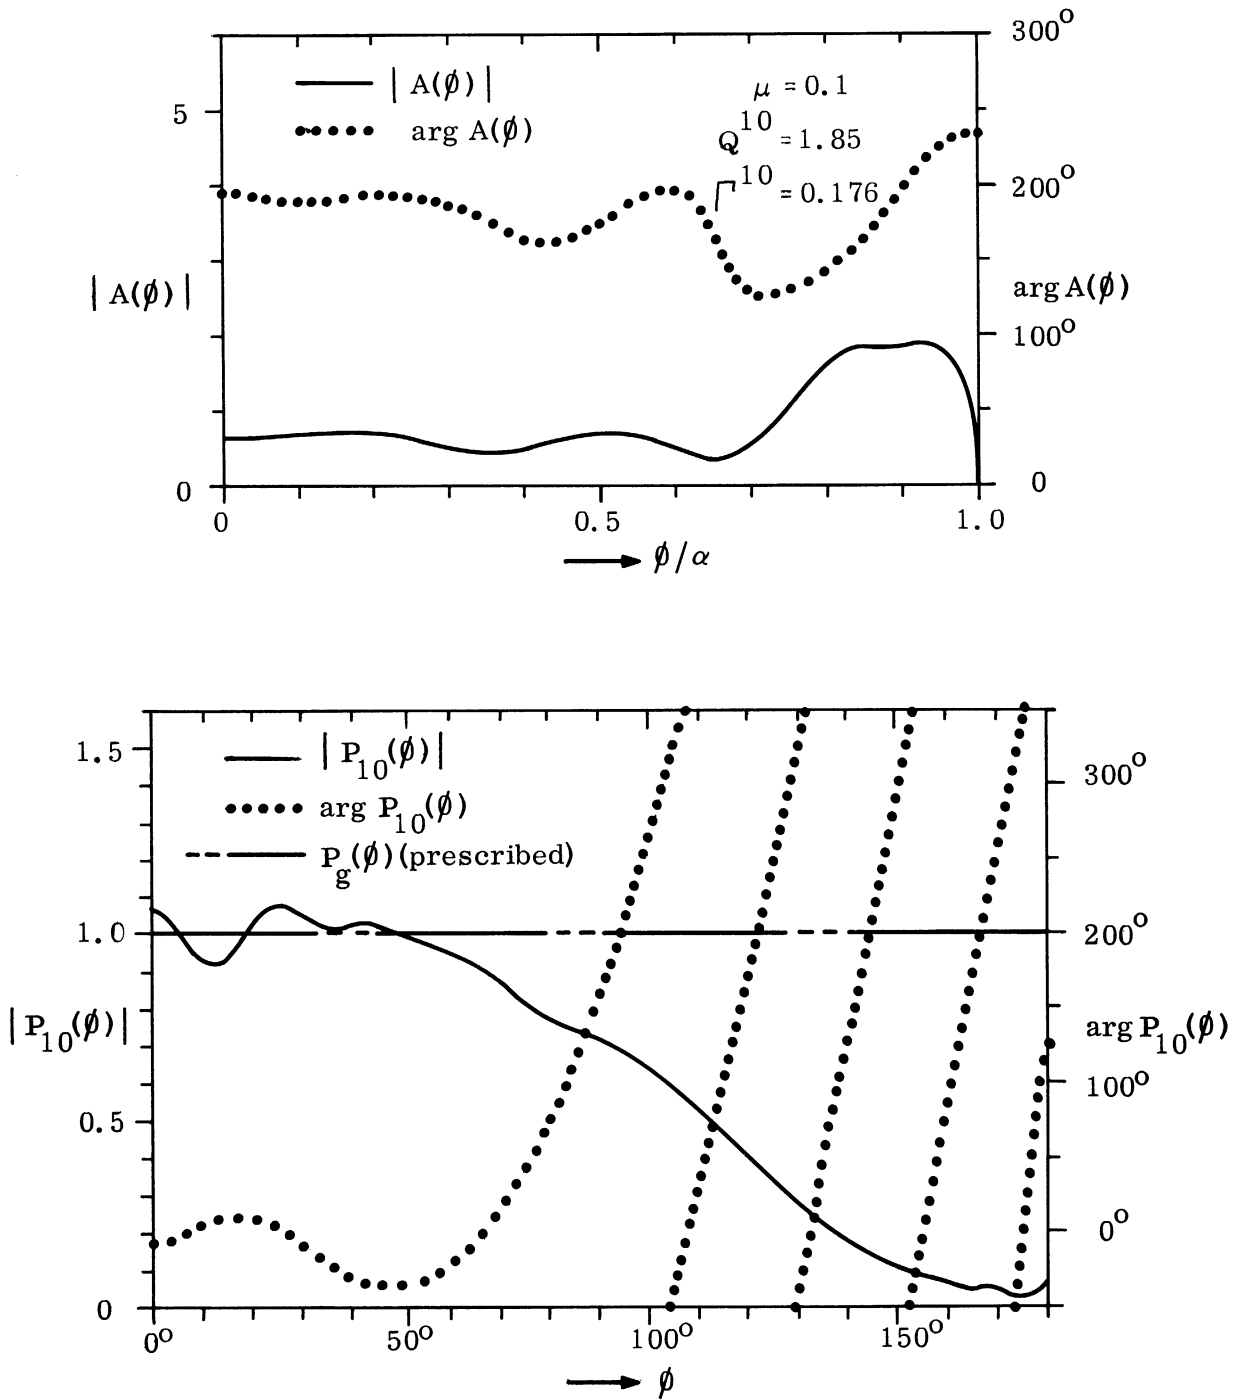 300°
| A(ϕ) |
μ = 0.1
5
arg A(ϕ)
Q^10 = 1.85
Γ^10 = 0.176
200°
| A(ϕ) |
arg A(ϕ)
100°
0
0
0
0.5
1.0
ϕ/α
1.5
| P_10(ϕ) |
300°
arg P_10(ϕ)
P_g(ϕ) (prescribed)
1.0
200°
| P_10(ϕ) |
arg P_10(ϕ)
100°
0.5
0°
0
0°
50°
100°
150°
ϕ